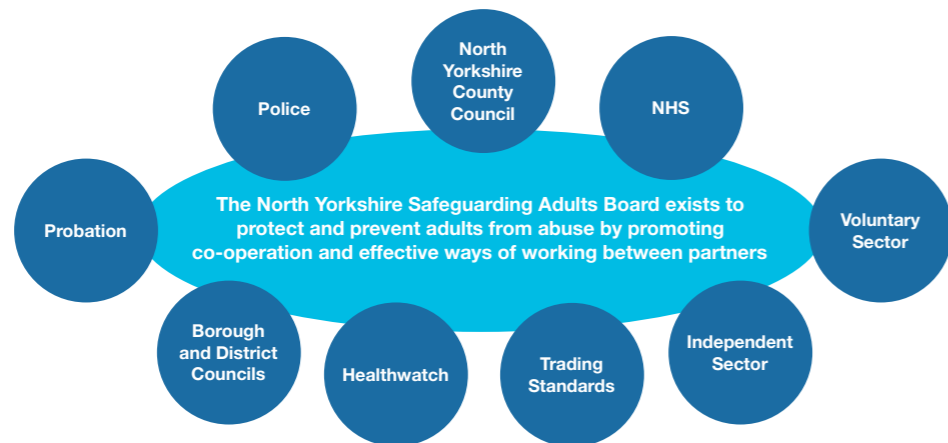 North
Yorkshire
County
Council
Police
NHS
The North Yorkshire Safeguarding Adults Board exists to
protect and prevent adults from abuse by promoting
co-operation and effective ways of working between partners
Probation
Voluntary
Sector
Borough
and District
Councils
Healthwatch
Trading
Standards
Independent
Sector